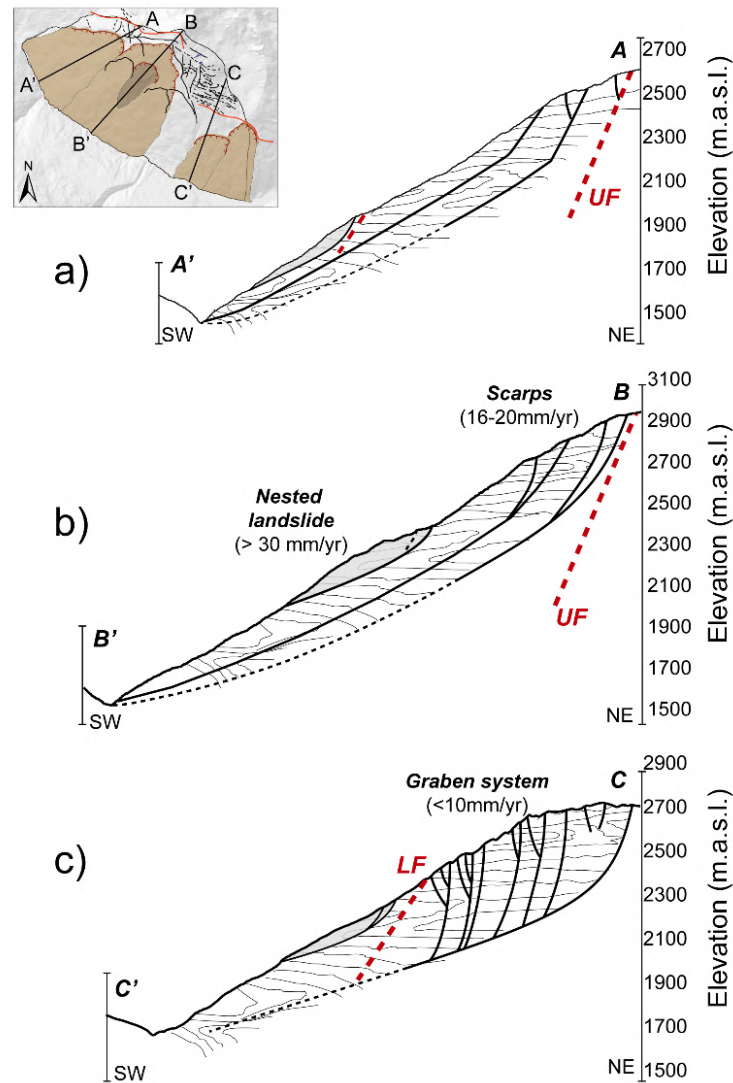 A
B
C
A'
B'
C'
N
a)
A
2700
2500
2300
2100
1900
1700
1500
Elevation (m.a.s.l.)
UF
A'
SW
NE
b)
Scarps
(16-20mm/yr)
B
Nested
landslide
(> 30 mm/yr)
3100
2900
2700
2500
2300
2100
1900
1700
1500
Elevation (m.a.s.l.)
UF
B'
SW
NE
c)
Graben system
(<10mm/yr)
C
LF
2900
2700
2500
2300
2100
1900
1700
1500
Elevation (m.a.s.l.)
C'
SW
NE